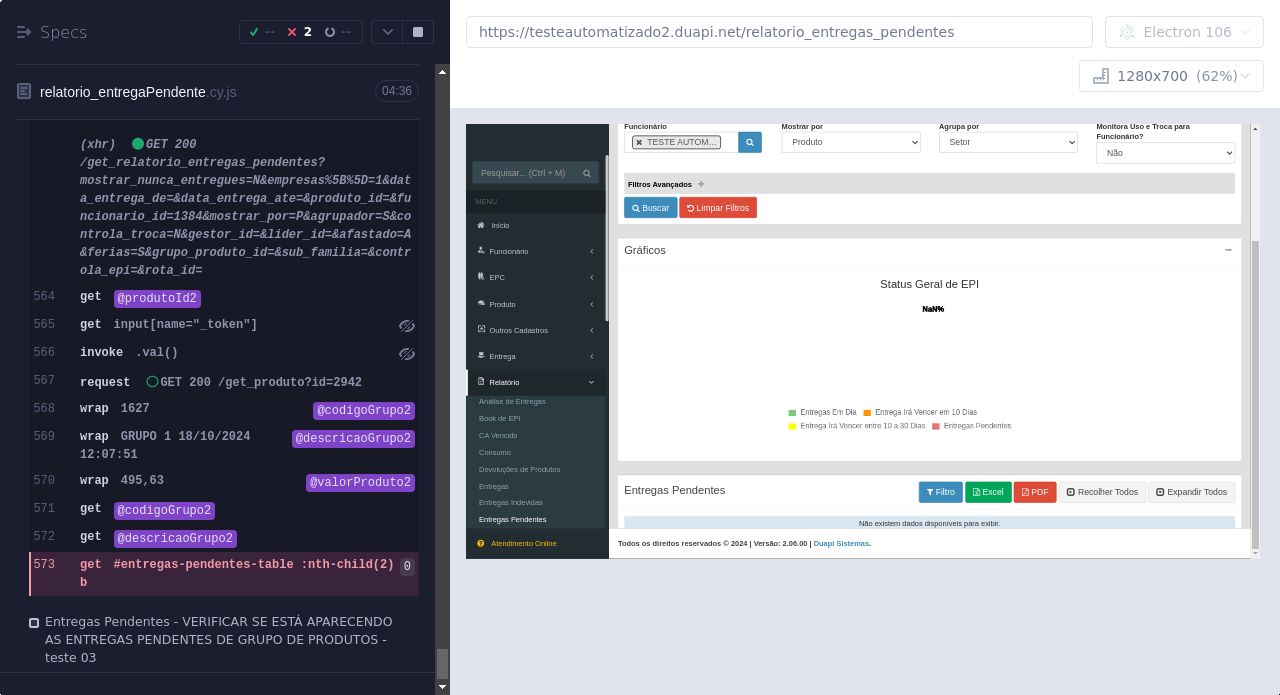 Specs
-- 2 --
relatorio_entregaPendente.cy.js 04:36
(xhr) GET 200
/get_relatorio_entregas_pendentes?
mostrar_nunca_entregues=N&empresas%5B%5D=1&dat
a_entrega_de=&data_entrega_ate=&produto_id=&fu
ncionario_id=1384&mostrar_por=P&agrupador=S&co
ntrola_troca=N&gestor_id=&lider_id=&afastado=A
&ferias=S&grupo_produto_id=&sub_familia=&contr
ola_epi=&rota_id=
564 get @produtoId2
565 get input[name="_token"]
566 invoke .val()
567 request GET 200 /get_produto?id=2942
568 wrap 1627 @codigoGrupo2
569 wrap GRUPO 1 18/10/2024 @descricaoGrupo2
12:07:51
570 wrap 495,63 @valorProduto2
571 get @codigoGrupo2
572 get @descricaoGrupo2
573 get #entregas-pendentes-table :nth-child(2) 0
b
Entregas Pendentes - VERIFICAR SE ESTÁ APARECENDO
AS ENTREGAS PENDENTES DE GRUPO DE PRODUTOS -
teste 03
https://testeautomatizado2.duapi.net/relatorio_entregas_pendentes
Electron 106
1280x700 (62%)
Pesquisar... (Ctrl + M)
MENU
Início
Funcionário
EPC
Produto
Outros Cadastros
Entrega
Relatório
Análise de Entregas
Book de EPI
CA Vencido
Consumo
Devoluções de Produtos
Entregas
Entregas Indevidas
Entregas Pendentes
Atendimento Online
Funcionário Mostrar por Agrupa por Monitora Uso e Troca para
Funcionário?
× TESTE AUTOM... Produto Setor Não
Filtros Avançados +
Buscar Limpar Filtros
Gráficos
Status Geral de EPI
NaN%
Entregas Em Dia Entrega Irá Vencer em 10 Dias
Entrega Irá Vencer entre 10 a 30 Dias Entregas Pendentes
Entregas Pendentes Filtro Excel PDF Recolher Todos Expandir Todos
Não existem dados disponíveis para exibir.
Todos os direitos reservados © 2024 | Versão: 2.06.00 | Duapi Sistemas.